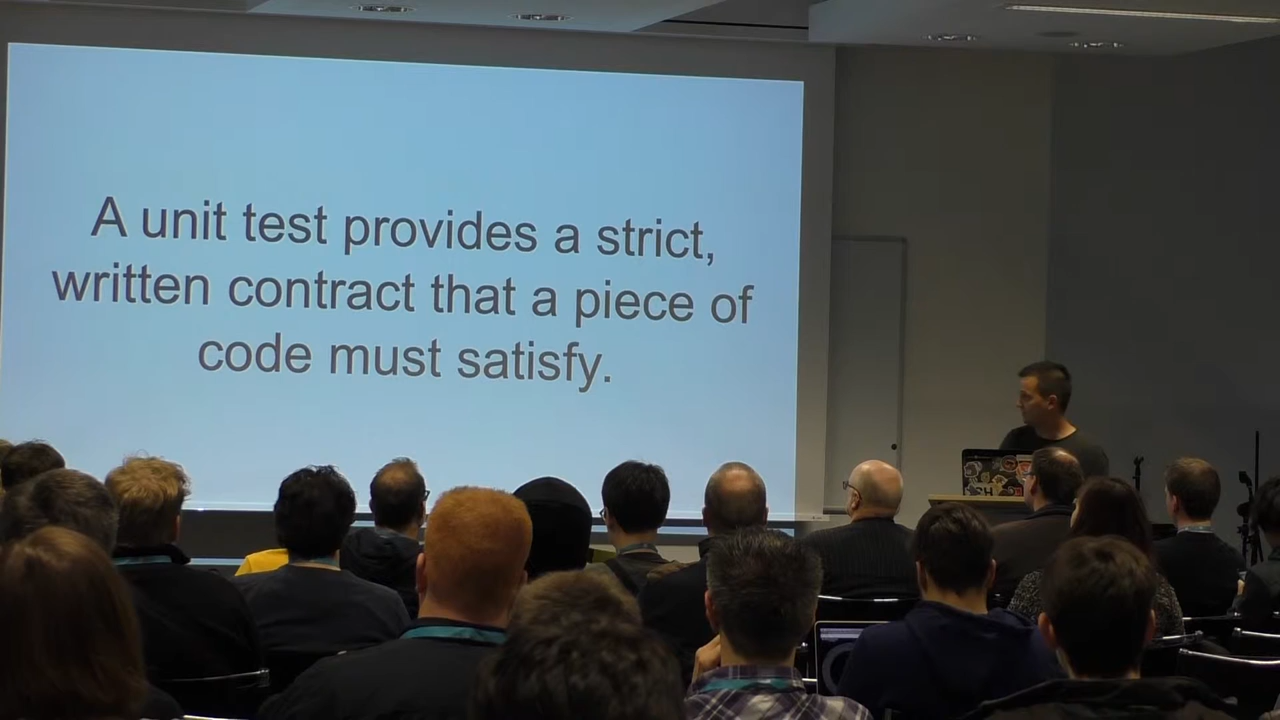 A unit test provides a strict,
written contract that a piece of
code must satisfy.